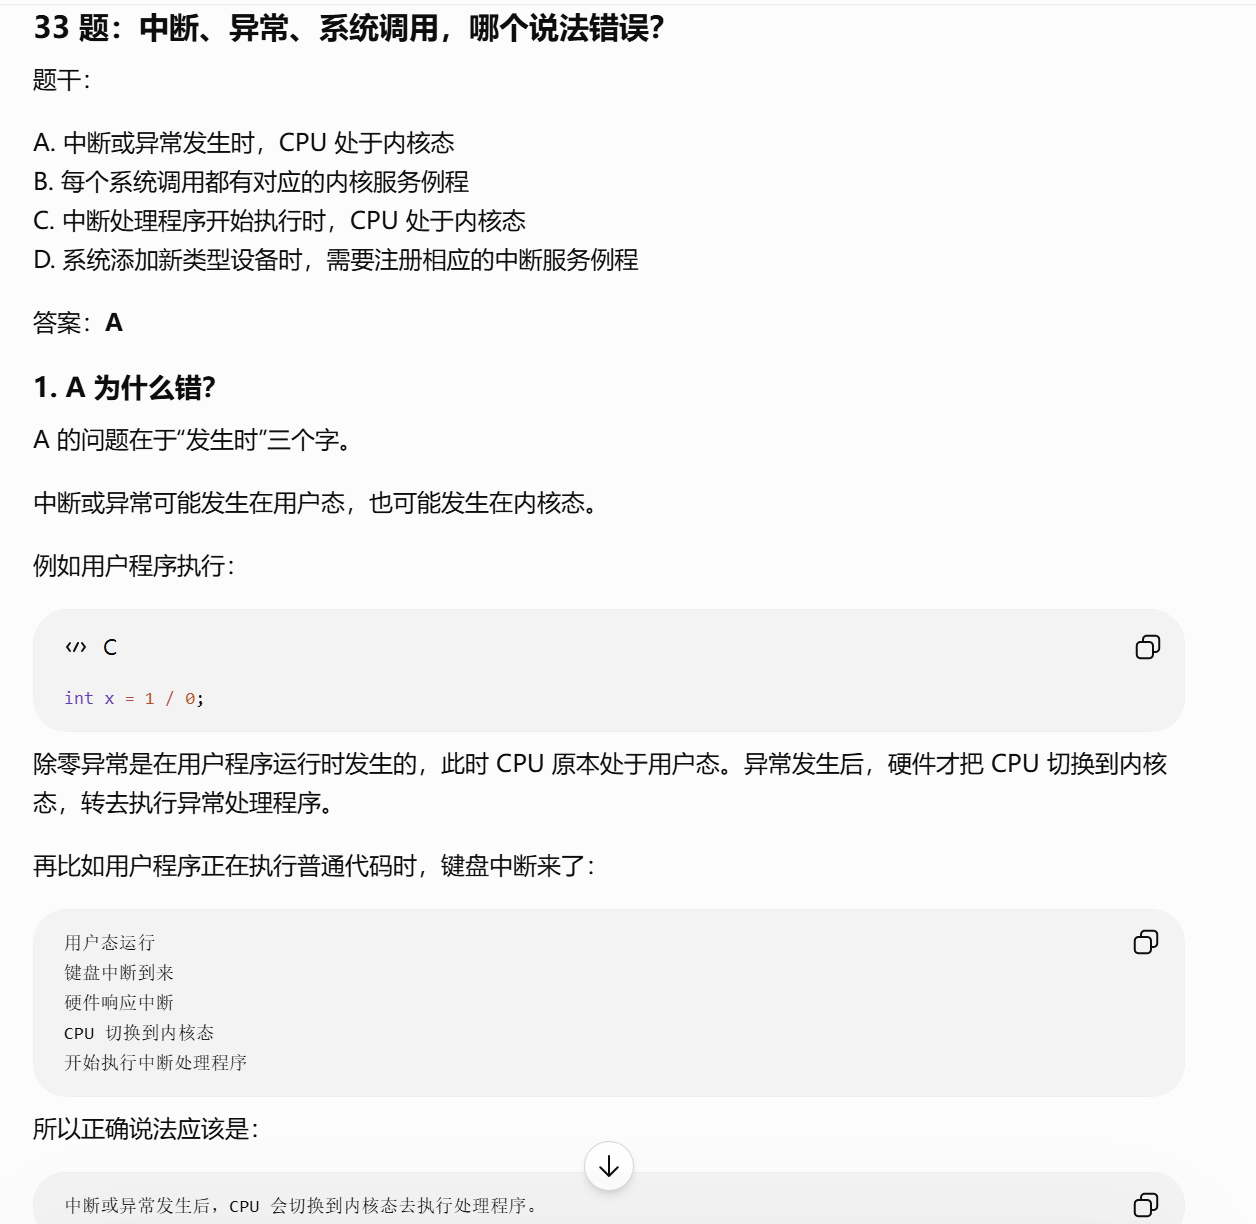 33 题：中断、异常、系统调用，哪个说法错误？
题干：
A. 中断或异常发生时，CPU 处于内核态
B. 每个系统调用都有对应的内核服务例程
C. 中断处理程序开始执行时，CPU 处于内核态
D. 系统添加新类型设备时，需要注册相应的中断服务例程
答案：A
1. A 为什么错？
A 的问题在于“发生时”三个字。
中断或异常可能发生在用户态，也可能发生在内核态。
例如用户程序执行：
C
int x = 1 / 0;
除零异常是在用户程序运行时发生的，此时 CPU 原本处于用户态。异常发生后，硬件才把 CPU 切换到内核
态，转去执行异常处理程序。
再比如用户程序正在执行普通代码时，键盘中断来了：
用户态运行
键盘中断到来
硬件响应中断
CPU 切换到内核态
开始执行中断处理程序
所以正确说法应该是：
中断或异常发生后，CPU 会切换到内核态去执行处理程序。